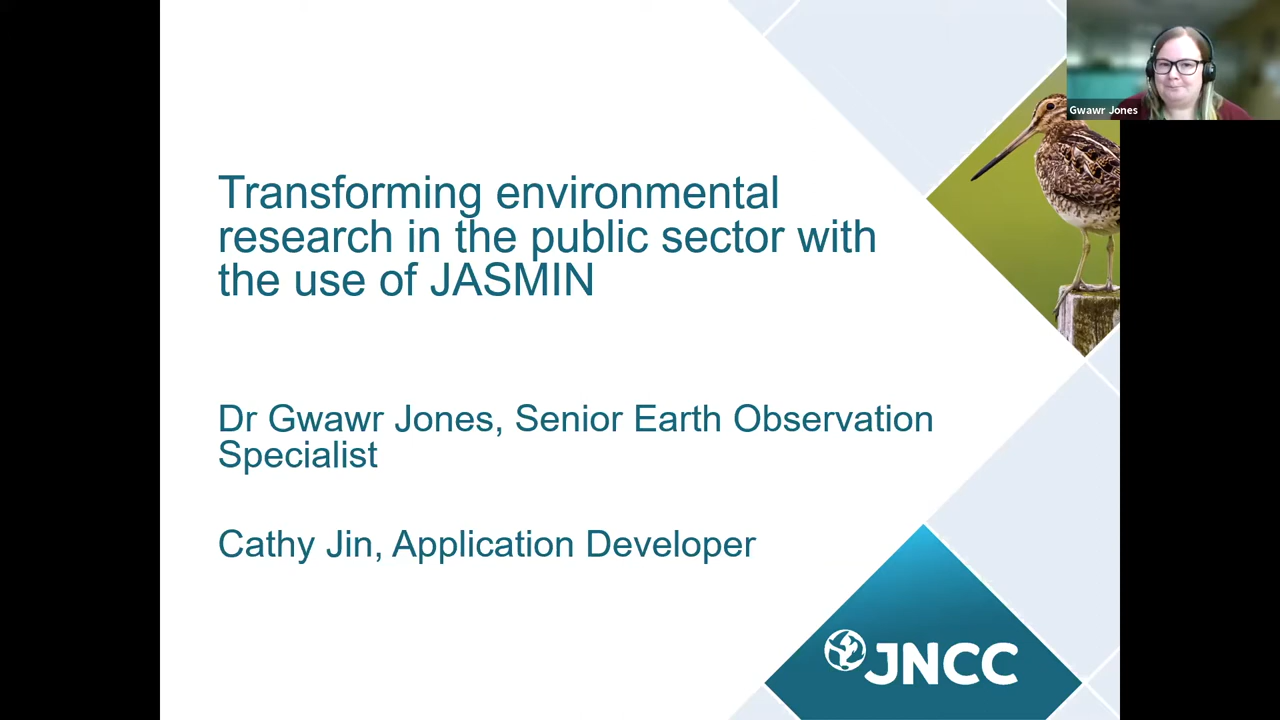 Gwawr Jones
Transforming environmental
research in the public sector with
the use of JASMIN
Dr Gwawr Jones, Senior Earth Observation
Specialist
Cathy Jin, Application Developer
JNCC